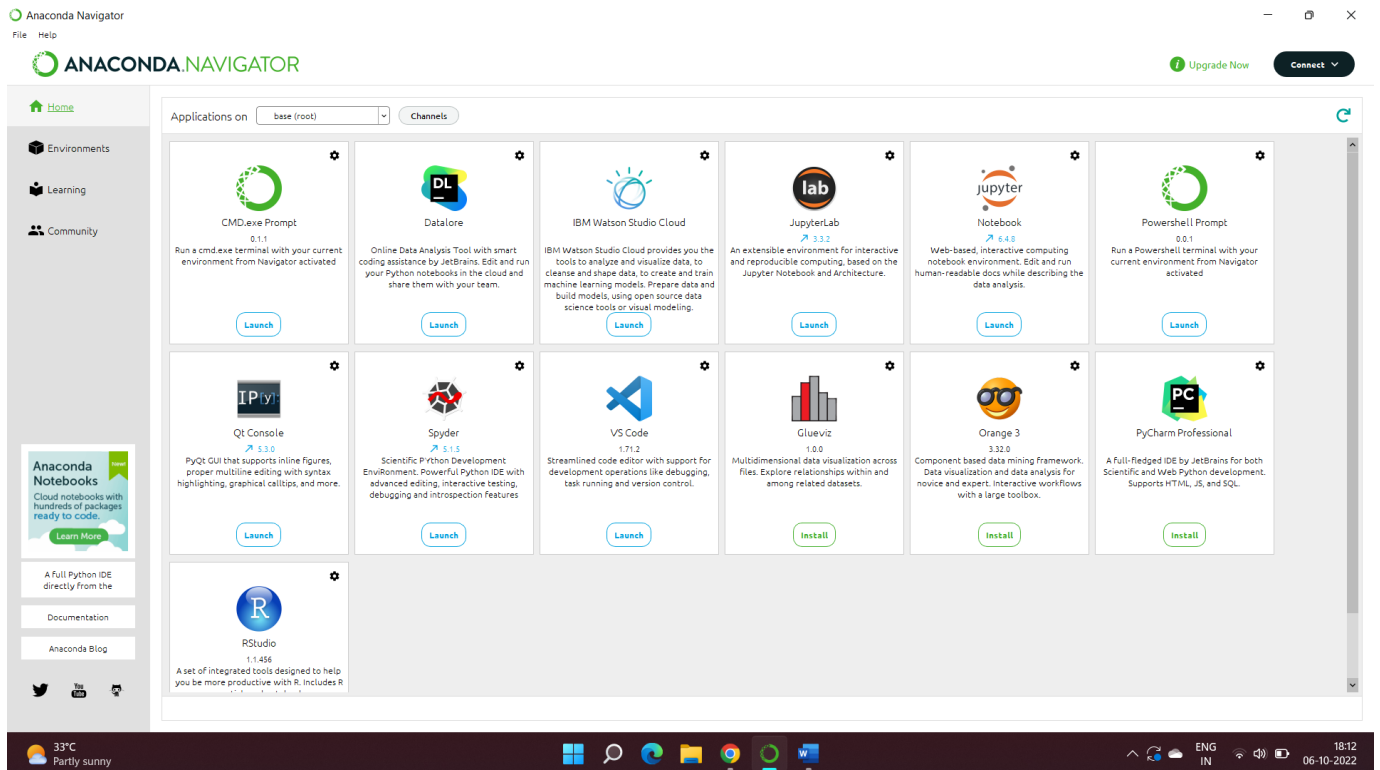 Anaconda Navigator
File Help
ANACONDA.NAVIGATOR
Upgrade Now
Connect
Home
Environments
Learning
Community
Applications on base (root) Channels
CMD.exe Prompt
0.1.1
Run a cmd.exe terminal with your current
environment from Navigator activated
Launch
DL
Datalore
Online Data Analysis Tool with smart
coding assistance by JetBrains. Edit and run
your Python notebooks in the cloud and
share them with your team.
Launch
IBM Watson Studio Cloud
IBM Watson Studio Cloud provides you the
tools to analyze and visualize data, to
cleanse and shape data, to create and train
machine learning models. Prepare data and
build models, using open source data
science tools or visual modeling.
Launch
lab
JupyterLab
3.3.2
An extensible environment for interactive
and reproducible computing, based on the
Jupyter Notebook and Architecture.
Launch
jupyter
Notebook
6.4.8
Web-based, interactive computing
notebook environment. Edit and run
human-readable docs while describing the
data analysis.
Launch
Powershell Prompt
0.0.1
Run a Powershell terminal with your
current environment from Navigator
activated
Launch
IP[y]:
Qt Console
5.3.0
PyQt GUI that supports inline figures,
proper multiline editing with syntax
highlighting, graphical calltips, and more.
Launch
Spyder
5.1.5
Scientific PYthon Development
EnviRonment. Powerful Python IDE with
advanced editing, interactive testing,
debugging and introspection features
Launch
VS Code
1.71.2
Streamlined code editor with support for
development operations like debugging,
task running and version control.
Launch
Glueviz
1.0.0
Multidimensional data visualization across
files. Explore relationships within and
among related datasets.
Install
Orange 3
3.32.0
Component based data mining framework.
Data visualization and data analysis for
novice and expert. Interactive workflows
with a large toolbox.
Install
PC
PyCharm Professional
A full-fledged IDE by JetBrains for both
Scientific and Web Python development.
Supports HTML, JS, and SQL.
Install
R
RStudio
1.1.456
A set of integrated tools designed to help
you be more productive with R. Includes R
Anaconda
Notebooks
New!
Cloud notebooks with
hundreds of packages
ready to code.
Learn More
A full Python IDE
directly from the
Documentation
Anaconda Blog
You
Tube
33°C
Partly sunny
W
ENG
IN
18:12
06-10-2022